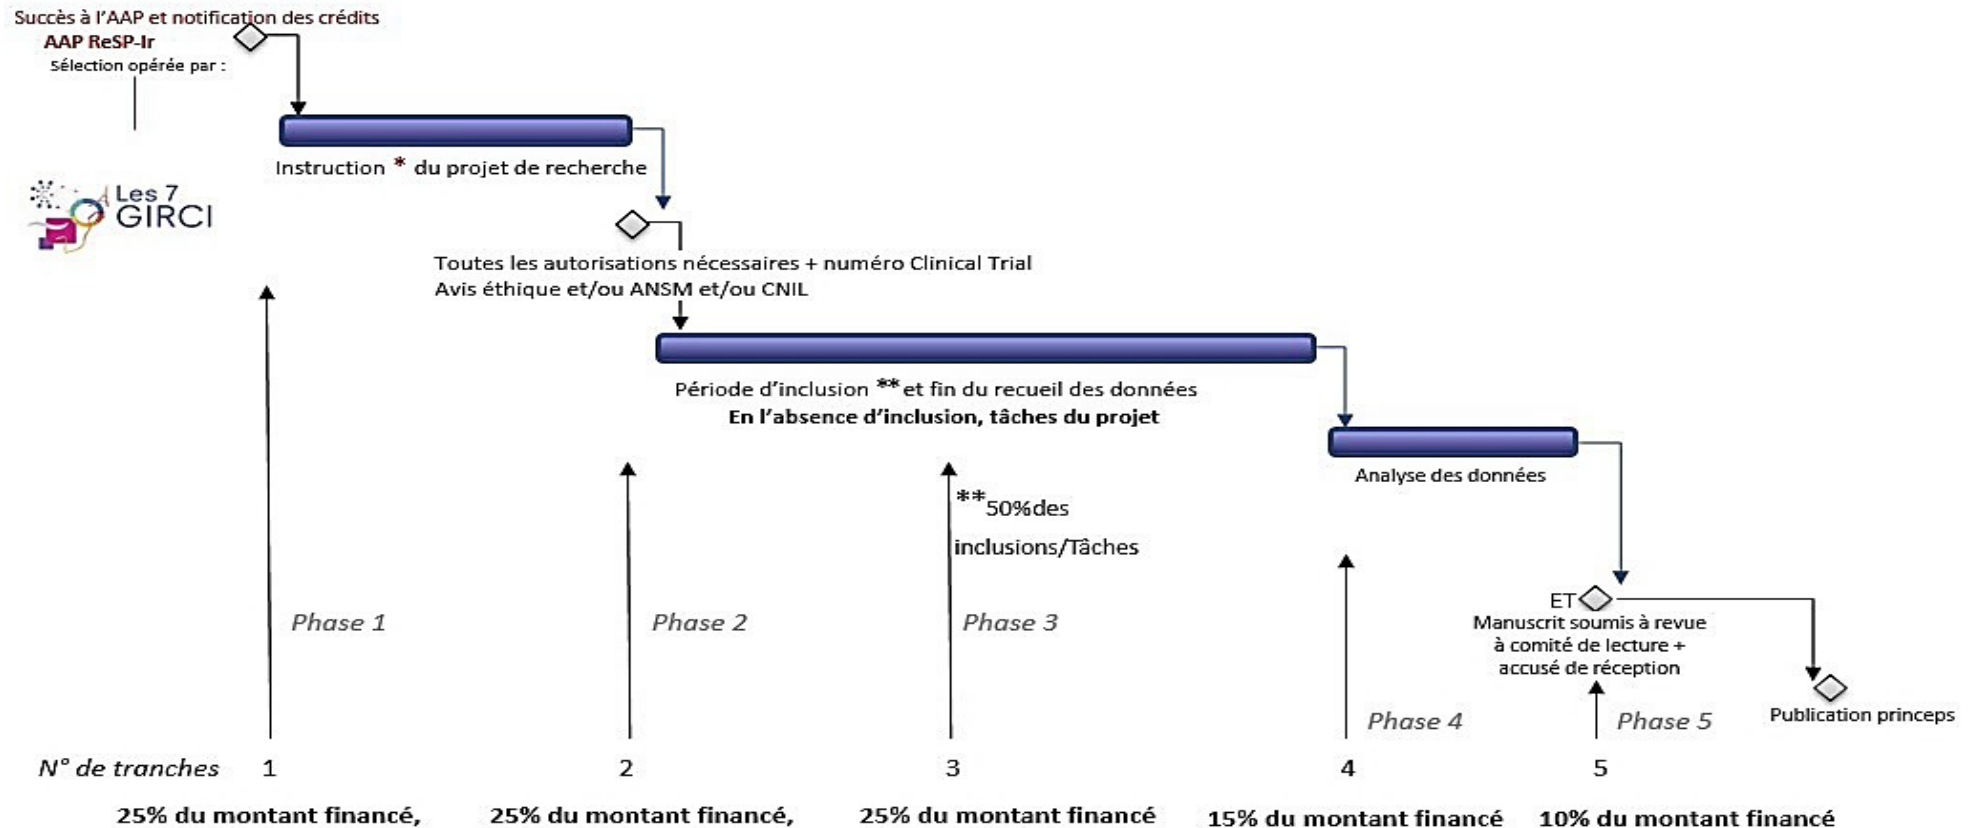 Succès à l'AAP et notification des crédits
AAP ReSP-Ir
Sélection opérée par :
Les 7
GIRCI
Instruction * du projet de recherche
Toutes les autorisations nécessaires + numéro Clinical Trial
Avis éthique et/ou ANSM et/ou CNIL
Période d'inclusion ** et fin du recueil des données
En l'absence d'inclusion, tâches du projet
Analyse des données
**50%des
inclusions/Tâches
ET
Manuscrit soumis à revue
à comité de lecture +
accusé de réception
Publication princeps
Phase 1
Phase 2
Phase 3
Phase 4
Phase 5
N° de tranches 1 2 3 4 5
25% du montant financé, 25% du montant financé, 25% du montant financé 15% du montant financé 10% du montant financé